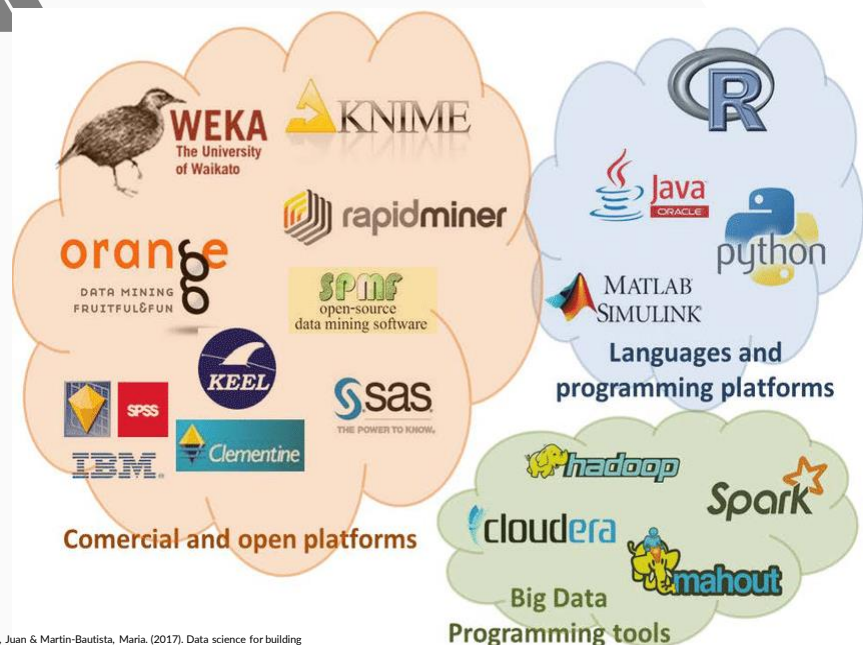 WEKA
The University
of Waikato
KNIME
rapidminer
orange
DATA MINING
FRUITFUL&FUN
SPMF
open-source
data mining software
KEEL
SPSS
IBM.
Clementine
sas
THE POWER TO KNOW.
Comercial and open platforms
R
Java
ORACLE
python
MATLAB
SIMULINK
Languages and
programming platforms
hadoop
Spark
cloudera
mahout
Big Data
Programming tools
, Juan & Martin-Bautista, Maria. (2017). Data science for building